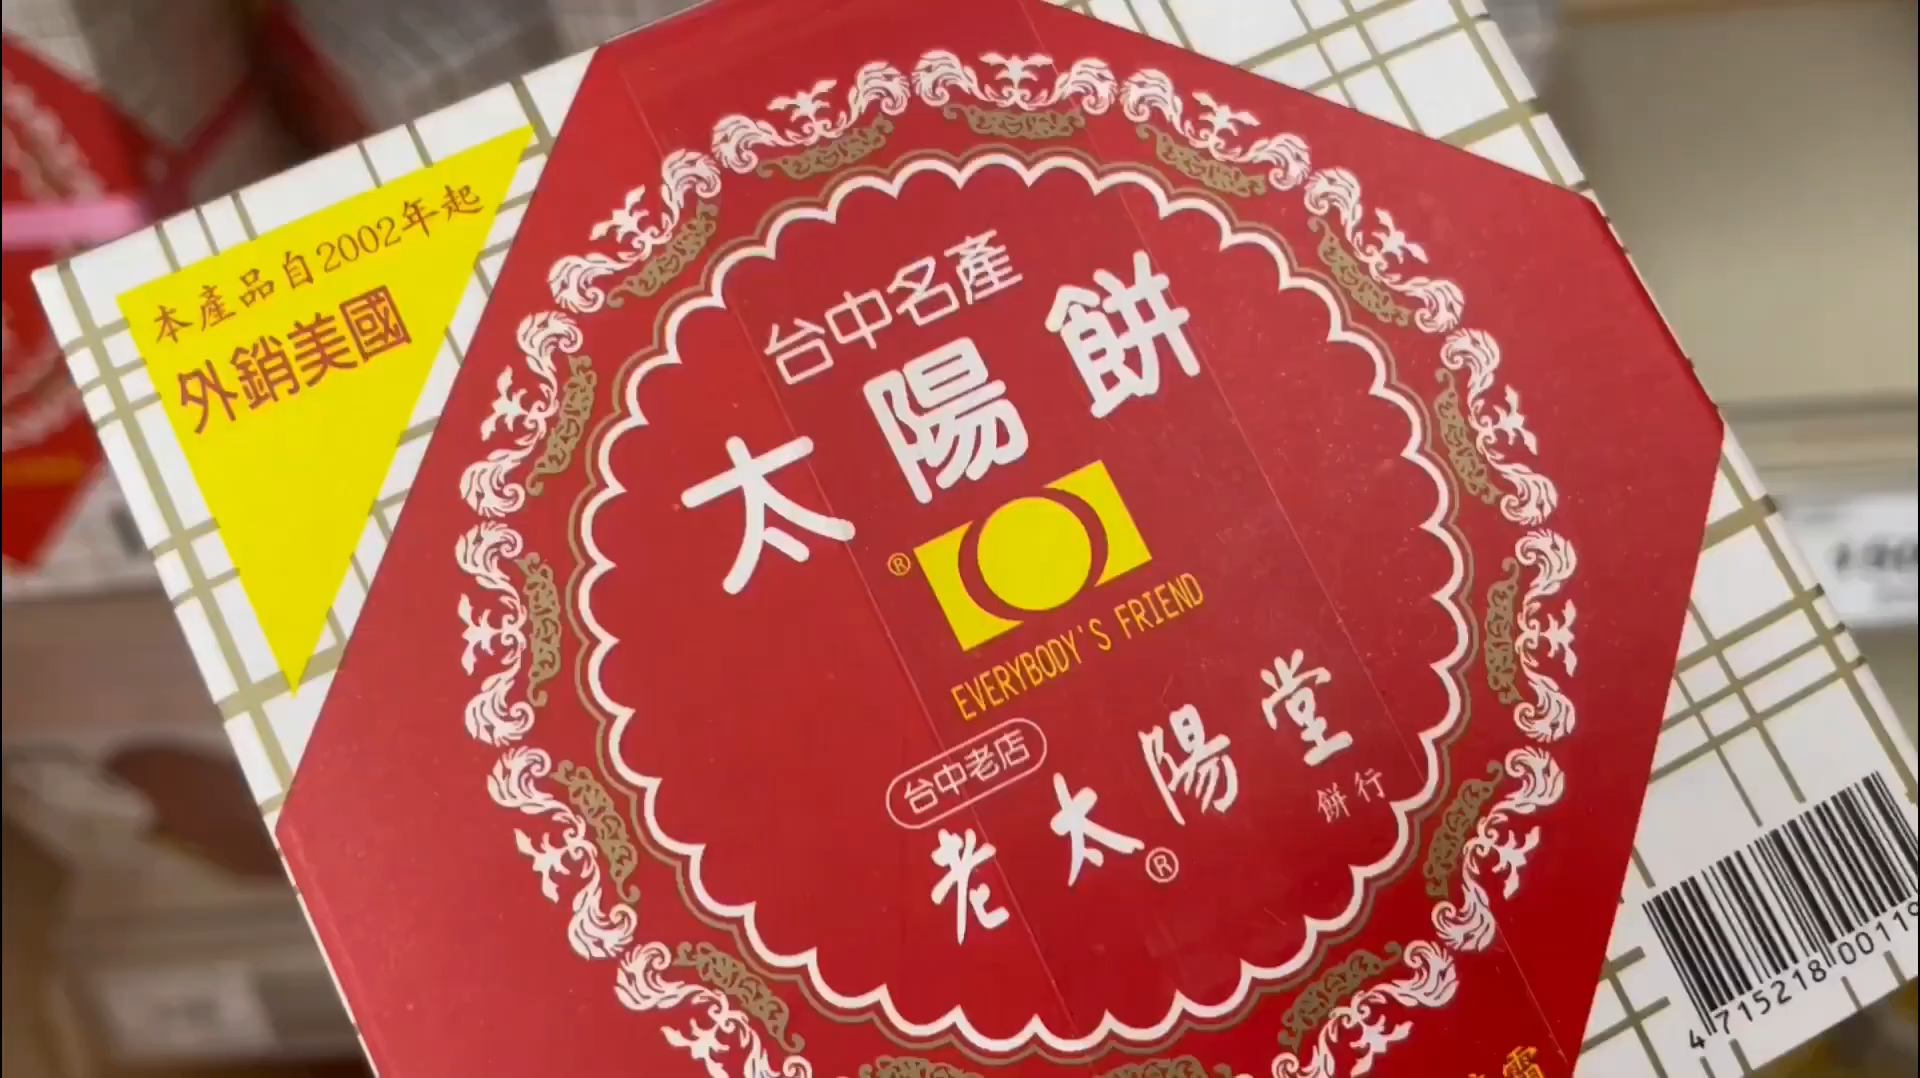 本產品自2002年起
外銷美國
台中名產
太陽餅
®
EVERYBODY'S FRIEND
台中老店
老太陽堂
®
餅行
471521800119